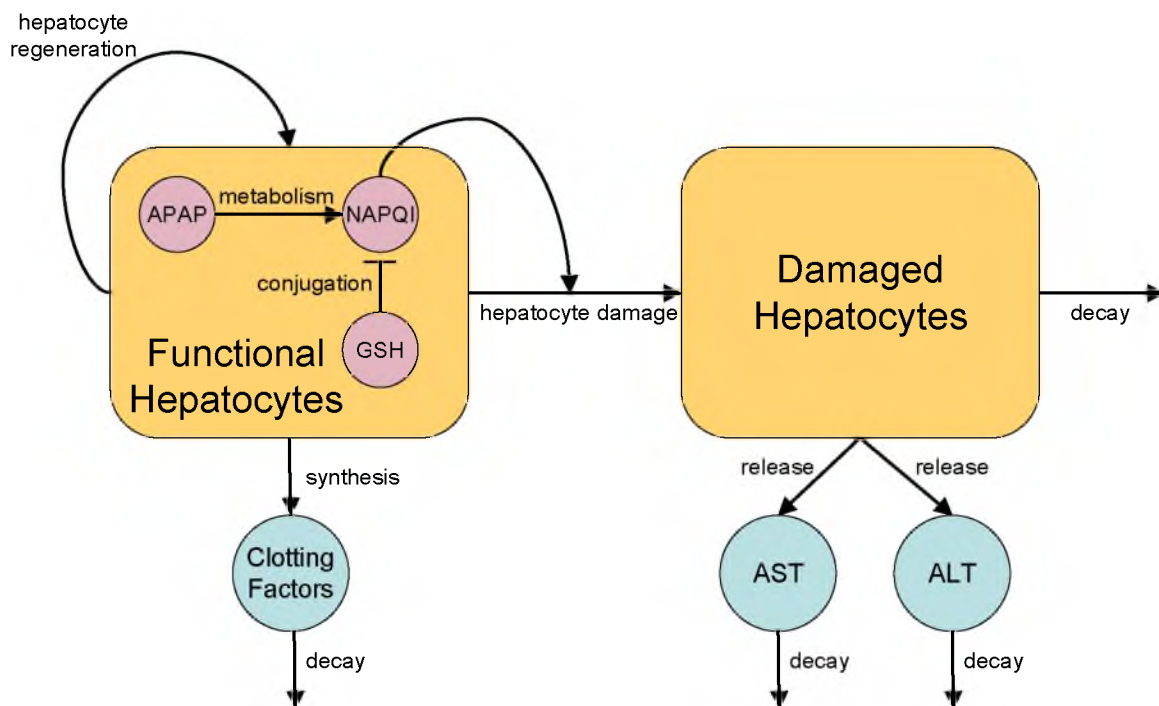 hepatocyte
regeneration
APAP
metabolism
NAPQI
conjugation
GSH
Functional
Hepatocytes
hepatocyte damage
Damaged
Hepatocytes
decay
synthesis
release
release
Clotting
Factors
AST
ALT
decay
decay
decay